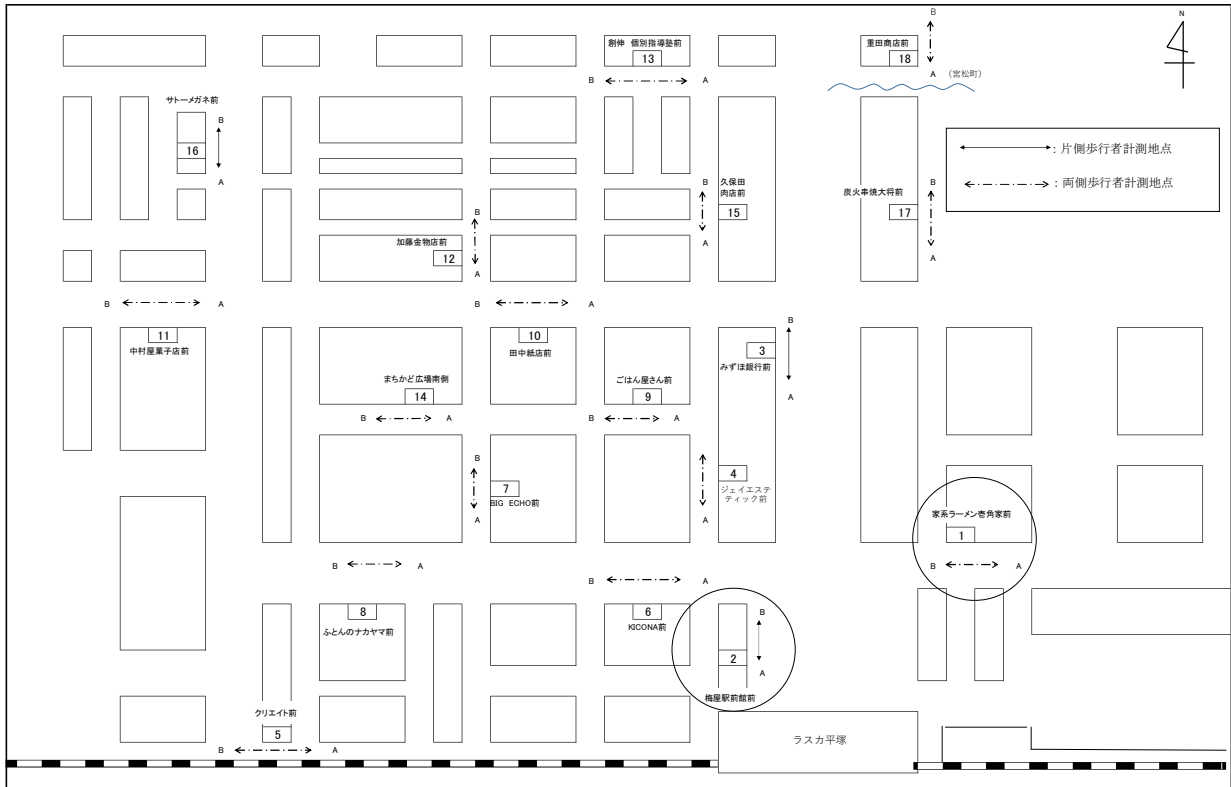 B
創伸 個別指導塾前
13
B
A
重田商店前
18
A
(宮松町)
N
サトーメガネ前
B
16
A
:片側歩行者計測地点
:両側歩行者計測地点
B
久保田
肉店前
15
A
炭火串焼大将前
B
17
A
B
加藤金物店前
12
A
B
A
B
A
11
中村屋菓子店前
10
田中紙店前
B
3
みずほ銀行前
A
まちかど広場南側
14
B
A
ごはん屋さん前
9
B
A
B
7
BIG ECHO前
A
B
4
ジェイエステ
ティック前
A
家系ラーメン壱角家前
1
B
A
B
A
8
ふとんのナカヤマ前
B
A
6
KICONA前
B
2
A
梅屋駅前館前
クリエイト前
5
B
A
ラスカ平塚